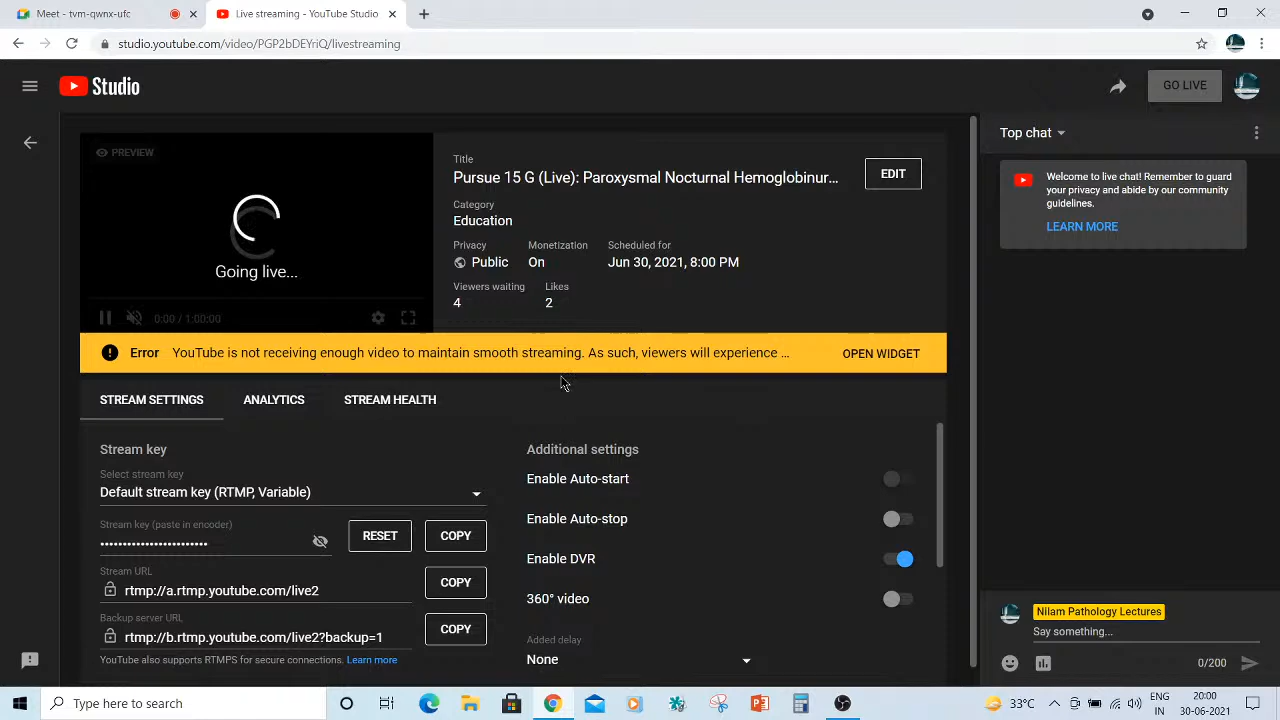 Meet - tvm-qwnx-ufc
Live streaming - YouTube Studio
studio.youtube.com/video/PGP2bDEYriQ/livestreaming
Studio
GO LIVE
PREVIEW
Going live...
0:00 / 1:00:00
Title
Pursue 15 G (Live): Paroxysmal Nocturnal Hemoglobinur...
EDIT
Category
Education
Privacy Monetization Scheduled for
Public On Jun 30, 2021, 8:00 PM
Viewers waiting Likes
4 2
Error YouTube is not receiving enough video to maintain smooth streaming. As such, viewers will experience ... OPEN WIDGET
STREAM SETTINGS ANALYTICS STREAM HEALTH
Stream key
Select stream key
Default stream key (RTMP, Variable)
Stream key (paste in encoder)
••••••••••••••••••••••••
RESET COPY
Stream URL
rtmp://a.rtmp.youtube.com/live2
COPY
Backup server URL
rtmp://b.rtmp.youtube.com/live2?backup=1
COPY
YouTube also supports RTMPS for secure connections. Learn more
Additional settings
Enable Auto-start
Enable Auto-stop
Enable DVR
360° video
Added delay
None
Top chat
Welcome to live chat! Remember to guard
your privacy and abide by our community
guidelines.
LEARN MORE
Nilam Pathology Lectures
Say something...
0/200
Type here to search
33°C
ENG
IN
20:00
30-06-2021